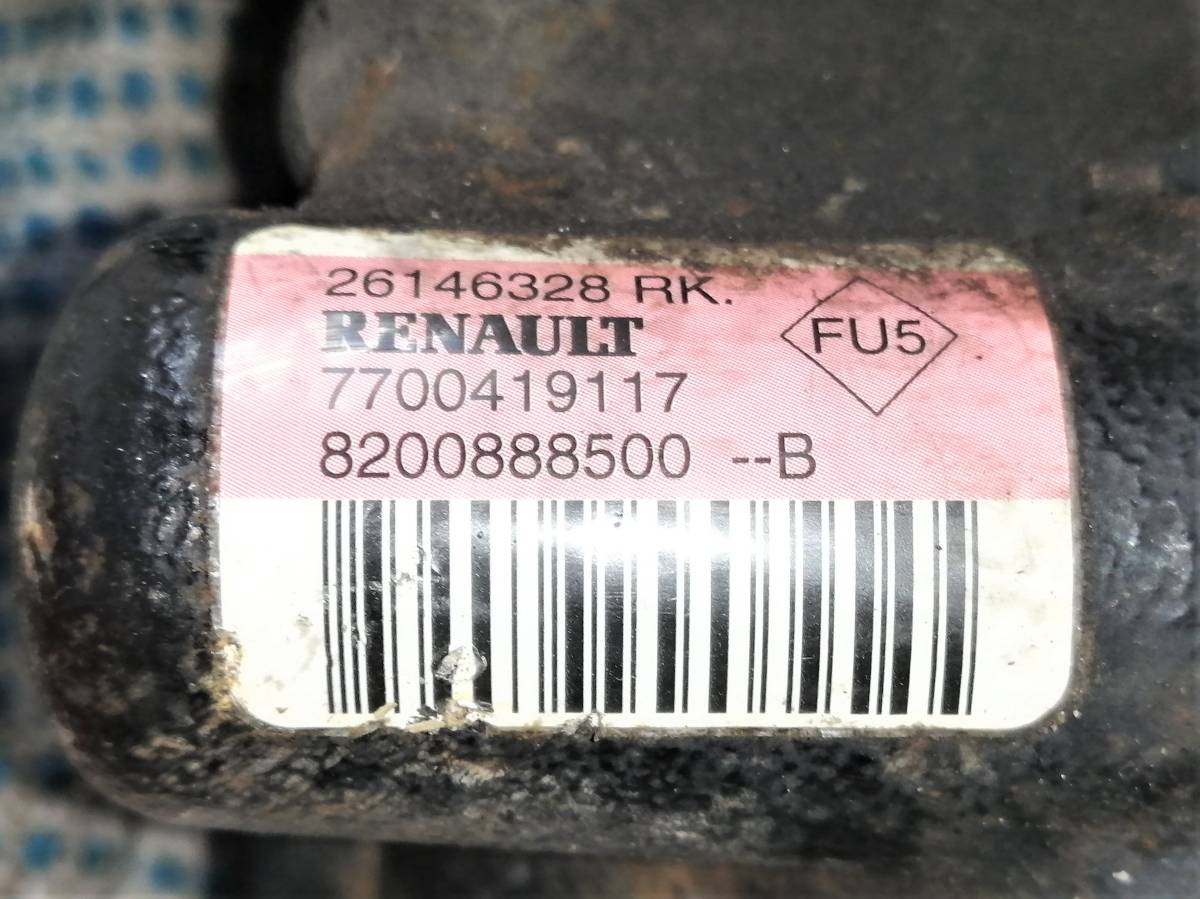 26146328 RK.
RENAULT
FU5
7700419117
8200888500 --B